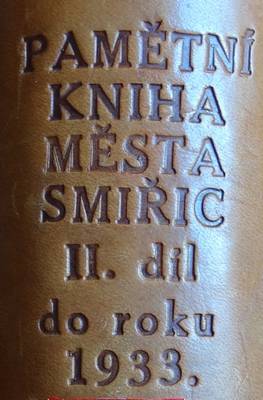 PAMĚTNÍ
KNIHA
MĚSTA
SMIŘIC
II. díl
do roku
1933.